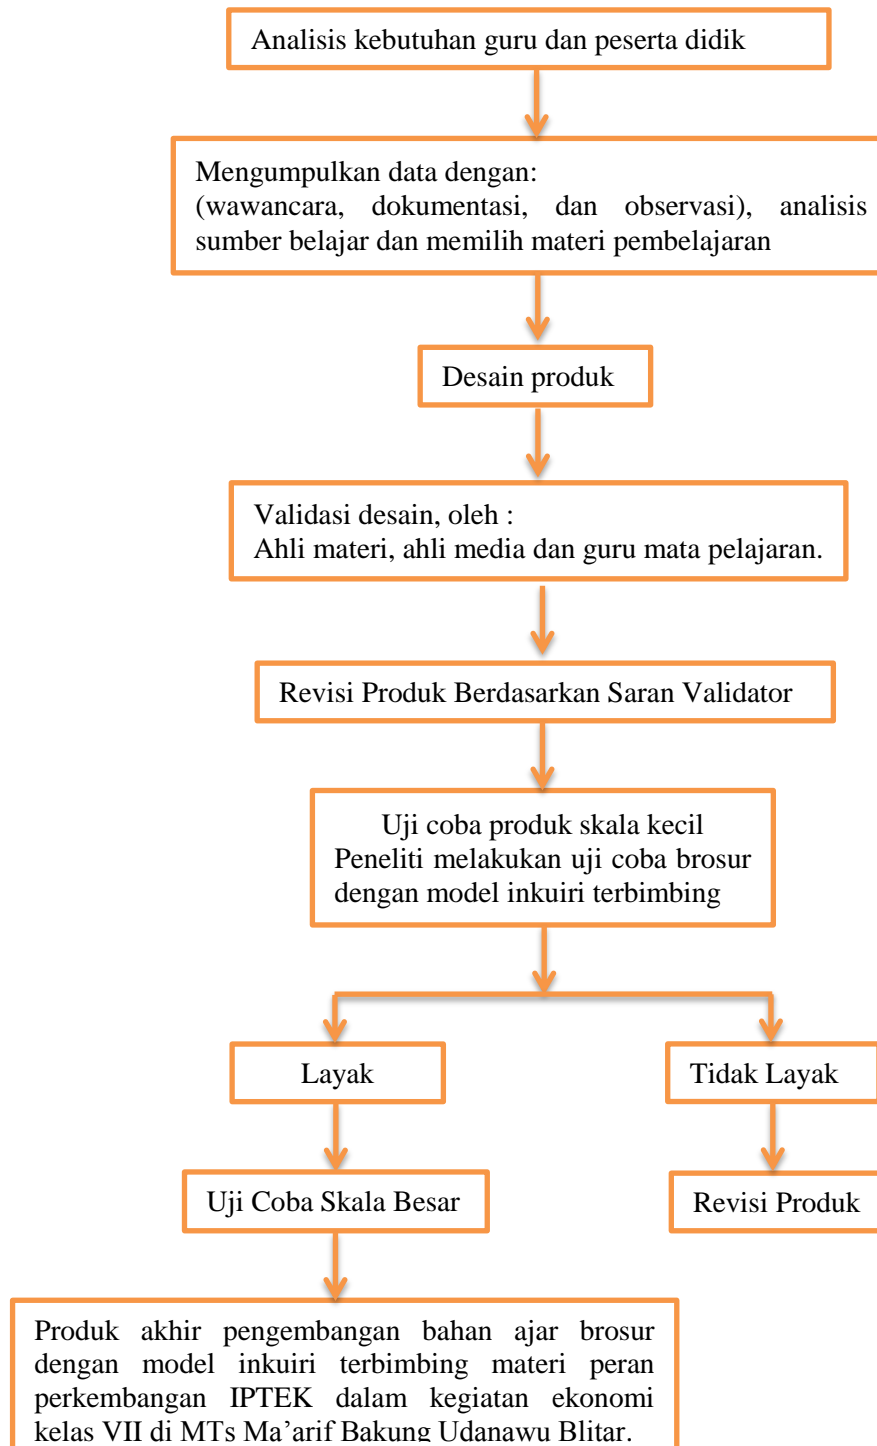 Analisis kebutuhan guru dan peserta didik
Mengumpulkan data dengan:
(wawancara, dokumentasi, dan observasi), analisis
sumber belajar dan memilih materi pembelajaran
Desain produk
Validasi desain, oleh :
Ahli materi, ahli media dan guru mata pelajaran.
Revisi Produk Berdasarkan Saran Validator
Uji coba produk skala kecil
Peneliti melakukan uji coba brosur
dengan model inkuiri terbimbing
Layak
Tidak Layak
Uji Coba Skala Besar
Revisi Produk
Produk akhir pengembangan bahan ajar brosur
dengan model inkuiri terbimbing materi peran
perkembangan IPTEK dalam kegiatan ekonomi
kelas VII di MTs Ma’arif Bakung Udanawu Blitar.